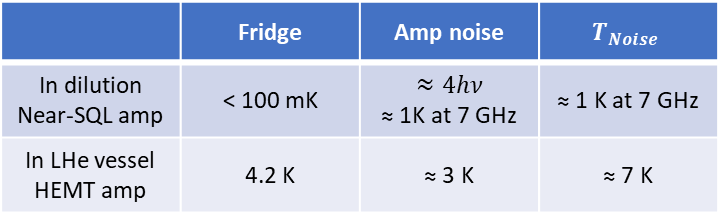 Fridge Amp noise T_Noise
In dilution
Near-SQL amp
< 100 mK
≈ 4hν
≈ 1K at 7 GHz
≈ 1 K at 7 GHz
In LHe vessel
HEMT amp
4.2 K
≈ 3 K
≈ 7 K